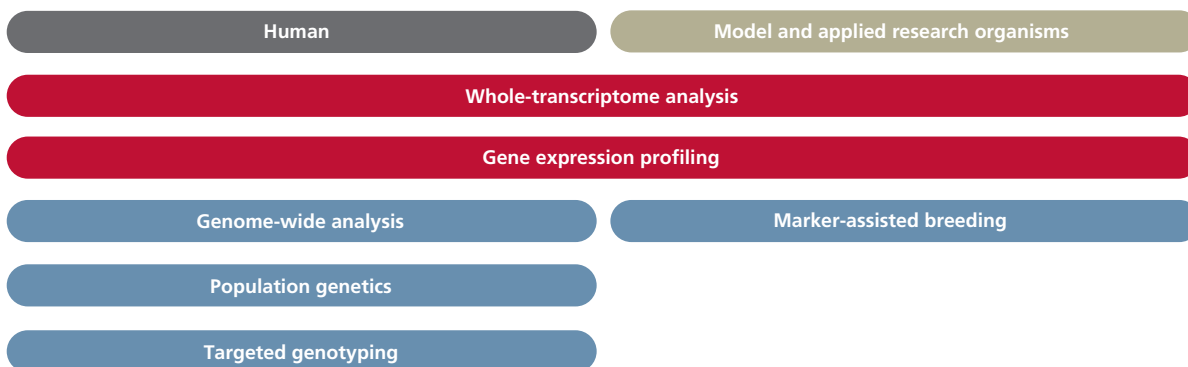 Human
Model and applied research organisms
Whole-transcriptome analysis
Gene expression profiling
Genome-wide analysis
Marker-assisted breeding
Population genetics
Targeted genotyping